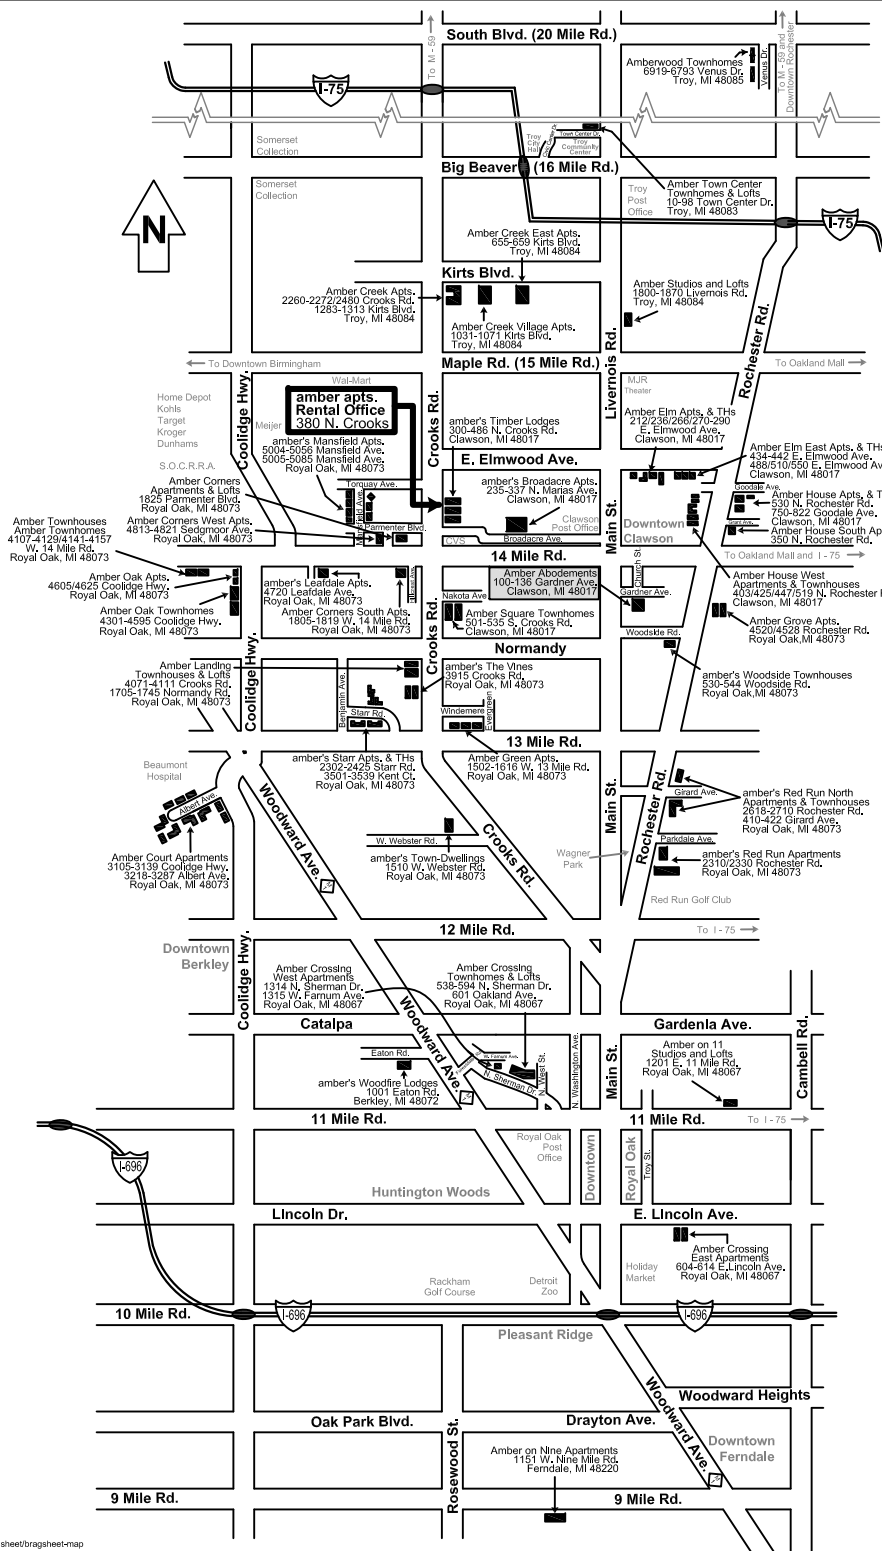 South Blvd. (20 Mile Rd.)
To M - 59
To M - 59 and
Downtown Rochester
Amberwood Townhomes
6919-6793 Venus Dr.
Troy, MI 48085
Venus Dr.
I-75
Somerset
Collection
Troy
City
Hall
Town Center Dr.
Troy
Community
Center
Big Beaver (16 Mile Rd.)
Somerset
Collection
N
Troy
Post
Office
Amber Town Center
Townhomes & Lofts
10-98 Town Center Dr.
Troy, MI 48083
I-75
Amber Creek East Apts.
655-659 Kirts Blvd.
Troy, MI 48084
Kirts Blvd.
Amber Creek Apts.
2260-2272/2480 Crooks Rd.
1283-1313 Kirts Blvd.
Troy, MI 48084
Amber Creek Village Apts.
1031-1071 Kirts Blvd.
Troy, MI 48084
Amber Studios and Lofts
1800-1870 Livernois Rd.
Troy, MI 48084
Livernois Rd.
Rochester Rd.
To Downtown Birmingham
Maple Rd. (15 Mile Rd.)
To Oakland Mall
Coolidge Hwy.
Crooks Rd.
Wal-Mart
MJR
Theater
Home Depot
Kohls
Target
Kroger
Dunhams
S.O.C.R.R.A.
Meijer
amber apts.
Rental Office
380 N. Crooks
amber's Mansfield Apts.
5004-5056 Mansfield Ave.
5005-5085 Mansfield Ave.
Royal Oak, MI 48073
amber's Timber Lodges
300-486 N. Crooks Rd.
Clawson, MI 48017
Amber Elm Apts. & THs
212/236/266/270-290
E. Elmwood Ave.
Clawson, MI 48017
Amber Elm East Apts. & THs
434-442 E. Elmwood Ave.
488/510/550 E. Elmwood Av
Clawson, MI 48017
E. Elmwood Ave.
Torquay Ave.
Mansfield Ave.
Amber Corners
Apartments & Lofts
1825 Parmenter Blvd.
Royal Oak, MI 48073
amber's Broadacre Apts.
235-337 N. Marias Ave.
Clawson, MI 48017
Goodale Ave.
Amber House Apts. & T
530 N. Rochester Rd.
750-822 Goodale Ave.
Clawson, MI 48017
Grant Ave.
Amber House South Ap
350 N. Rochester Rd.
Amber Townhouses
Amber Townhomes
4107-4129/4141-4157
W. 14 Mile Rd.
Royal Oak, MI 48073
Amber Corners West Apts.
4813-4821 Sedgmoor Ave.
Royal Oak, MI 48073
Parmenter Blvd.
CVS
Broadacre Ave.
Clawson
Post Office
Main St.
Downtown
Clawson
14 Mile Rd.
To Oakland Mall and I - 75
Amber Oak Apts.
4605/4625 Coolidge Hwy.
Royal Oak, MI 48073
amber's Leafdale Apts.
4720 Leafdale Ave.
Royal Oak, MI 48073
Amber Abodements
100-136 Gardner Ave.
Clawson, MI 48017
Church St.
Gardner Ave.
Nakota Ave
Amber House West
Apartments & Townhouses
403/425/447/519 N. Rochester R
Clawson, MI 48017
Amber Oak Townhomes
4301-4595 Coolidge Hwy.
Royal Oak, MI 48073
Amber Corners South Apts.
1805-1819 W. 14 Mile Rd.
Royal Oak, MI 48073
Crooks Rd.
Amber Square Townhomes
501-535 S. Crooks Rd.
Clawson, MI 48017
Woodside Rd.
Amber Grove Apts.
4520/4528 Rochester Rd.
Royal Oak,MI 48073
Coolidge Hwy.
Normandy
Amber Landing
Townhouses & Lofts
4071-4111 Crooks Rd.
1705-1745 Normandy Rd.
Royal Oak, MI 48073
Benjamin Ave.
Starr Rd.
amber's The Vines
3915 Crooks Rd.
Royal Oak, MI 48073
amber's Woodside Townhouses
530-544 Woodside Rd.
Royal Oak,MI 48073
Windemere
Evergreen
13 Mile Rd.
Beaumont
Hospital
Albert Ave.
Woodward Ave.
amber's Starr Apts. & THs
2302-2425 Starr Rd.
3501-3539 Kent Ct.
Royal Oak, MI 48073
Amber Green Apts.
1502-1616 W. 13 Mile Rd.
Royal Oak, MI 48073
Main St.
Rochester Rd.
Girard Ave.
amber's Red Run North
Apartments & Townhouses
2618-2710 Rochester Rd.
410-422 Girard Ave.
Royal Oak, MI 48073
Parkdale Ave.
Amber Court Apartments
3105-3139 Coolidge Hwy.
3218-3287 Albert Ave.
Royal Oak, MI 48073
W. Webster Rd.
amber's Town-Dwellings
1510 W. Webster Rd.
Royal Oak, MI 48073
Crooks Rd.
Wagner
Park
amber's Red Run Apartments
2310/2330 Rochester Rd.
Royal Oak, MI 48073
Red Run Golf Club
12 Mile Rd.
To I - 75
Downtown
Berkley
Coolidge Hwy.
Amber Crossing
West Apartments
1314 N. Sherman Dr.
1315 W. Farnum Ave.
Royal Oak, MI 48067
Amber Crossing
Townhomes & Lofts
538-594 N. Sherman Dr.
601 Oakland Ave.
Royal Oak, MI 48067
Woodward Ave.
Catalpa
Gardenia Ave.
Cambell Rd.
Eaton Rd.
W. Farnum Ave.
N. Sherman Dr.
N. West St.
N. Washington Ave.
Main St.
Amber on 11
Studios and Lofts
1201 E. 11 Mile Rd.
Royal Oak, MI 48067
amber's Woodfire Lodges
1001 Eaton Rd.
Berkley, MI 48072
11 Mile Rd.
11 Mile Rd.
To I - 75
I-696
Royal Oak
Post
Office
Downtown
Royal Oak
Troy St.
Huntington Woods
Lincoln Dr.
E. Lincoln Ave.
Amber Crossing
East Apartments
604-614 E.Lincoln Ave.
Royal Oak, MI 48067
Rackham
Golf Course
Detroit
Zoo
Holiday
Market
10 Mile Rd.
I-696
I-696
Pleasant Ridge
Woodward Ave.
Woodward Heights
Oak Park Blvd.
Rosewood St.
Drayton Ave.
Downtown
Ferndale
Amber on Nine Apartments
1151 W. Nine Mile Rd.
Ferndale, MI 48220
9 Mile Rd.
9 Mile Rd.
sheet/bragsheet-map